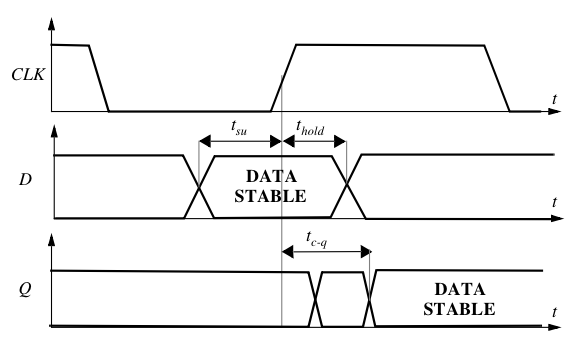 CLK
t
t_su
t_hold
D
DATA
STABLE
t
t_c-q
Q
DATA
STABLE
t